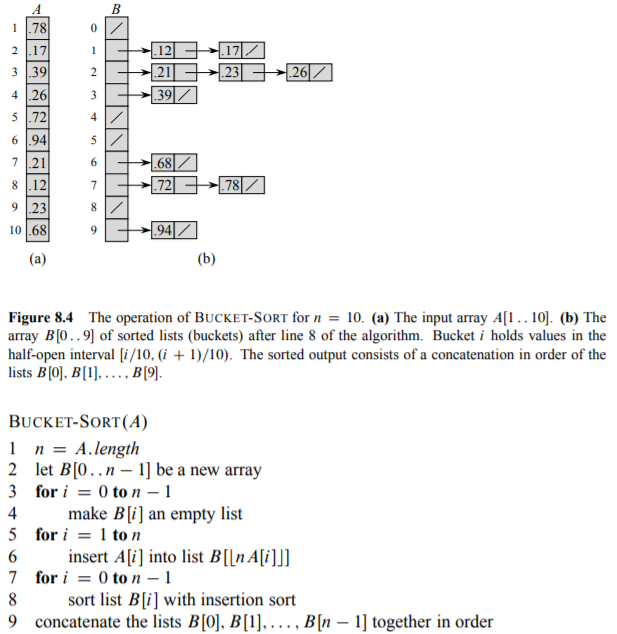 A B
1 .78 0
2 .17 1 .12 .17
3 .39 2 .21 .23 .26
4 .26 3 .39
5 .72 4
6 .94 5
7 .21 6 .68
8 .12 7 .72 .78
9 .23 8
10 .68 9 .94
(a) (b)
Figure 8.4 The operation of BUCKET-SORT for n = 10. (a) The input array A[1 . . 10]. (b) The
array B[0 . . 9] of sorted lists (buckets) after line 8 of the algorithm. Bucket i holds values in the
half-open interval [i/10, (i + 1)/10). The sorted output consists of a concatenation in order of the
lists B[0], B[1], . . . , B[9].
BUCKET-SORT(A)
1 n = A.length
2 let B[0 . . n − 1] be a new array
3 for i = 0 to n − 1
4 make B[i] an empty list
5 for i = 1 to n
6 insert A[i] into list B[⌊nA[i]⌋]
7 for i = 0 to n − 1
8 sort list B[i] with insertion sort
9 concatenate the lists B[0], B[1], . . . , B[n − 1] together in order